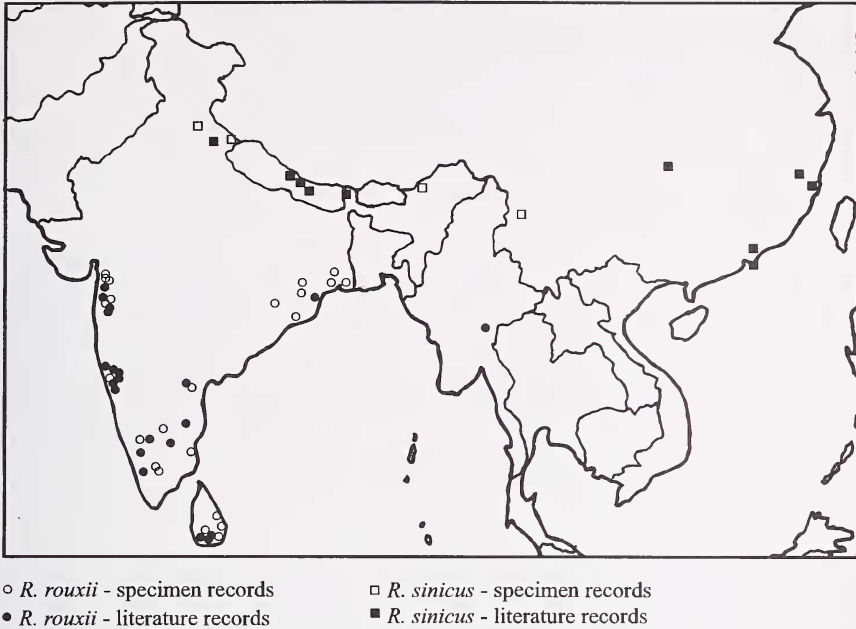 ○ R. rouxii - specimen records
□ R. sinicus - specimen records
● R. rouxii - literature records
■ R. sinicus - literature records